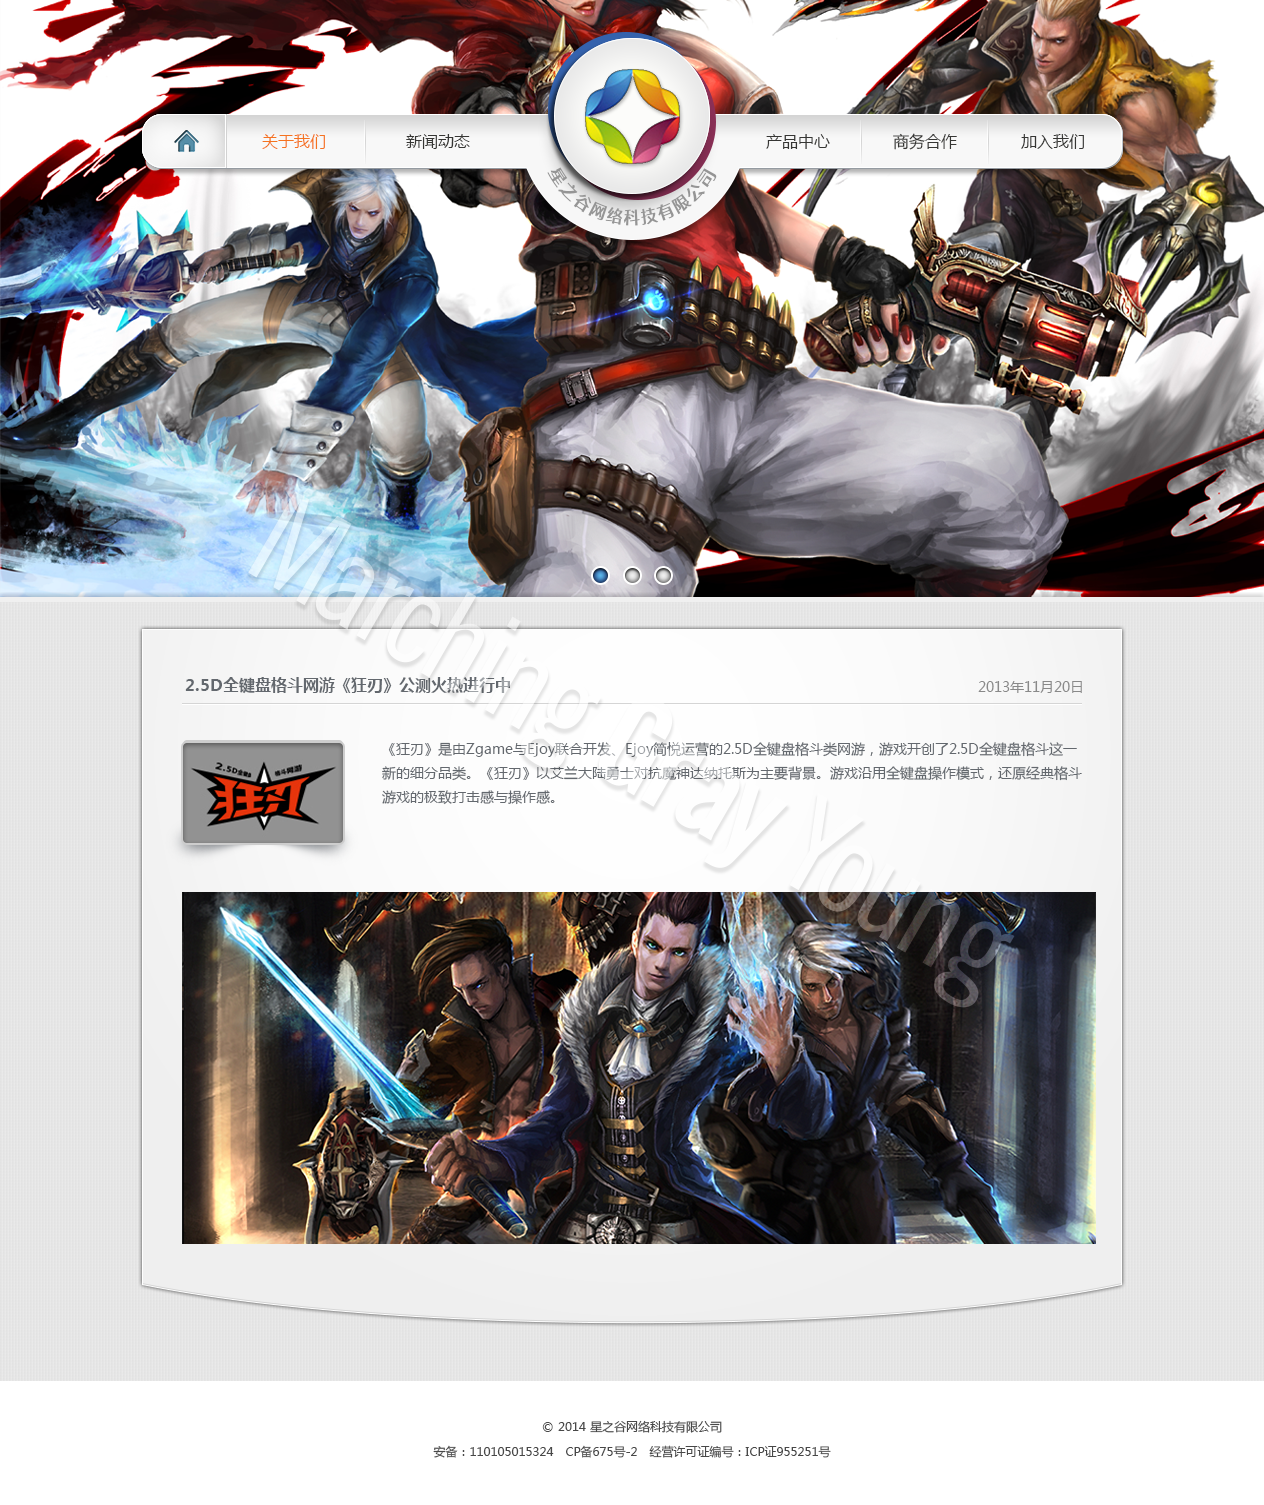 关于我们
新闻动态
产品中心
商务合作
加入我们
星之谷网络科技有限公司
2.5D全键盘格斗网游《狂刃》公测火热进行中
2013年11月20日
2.5D全键盘 格斗网游
狂刃
《狂刃》是由Zgame与Ejoy联合开发、Ejoy简悦运营的2.5D全键盘格斗类网游，游戏开创了2.5D全键盘格斗这一
新的细分品类。《狂刃》以艾兰大陆勇士对抗魔神达纳托斯为主要背景。游戏沿用全键盘操作模式，还原经典格斗
游戏的极致打击感与操作感。
Marching Gray Young
© 2014 星之谷网络科技有限公司
安备：110105015324 CP备675号-2 经营许可证编号：ICP证955251号